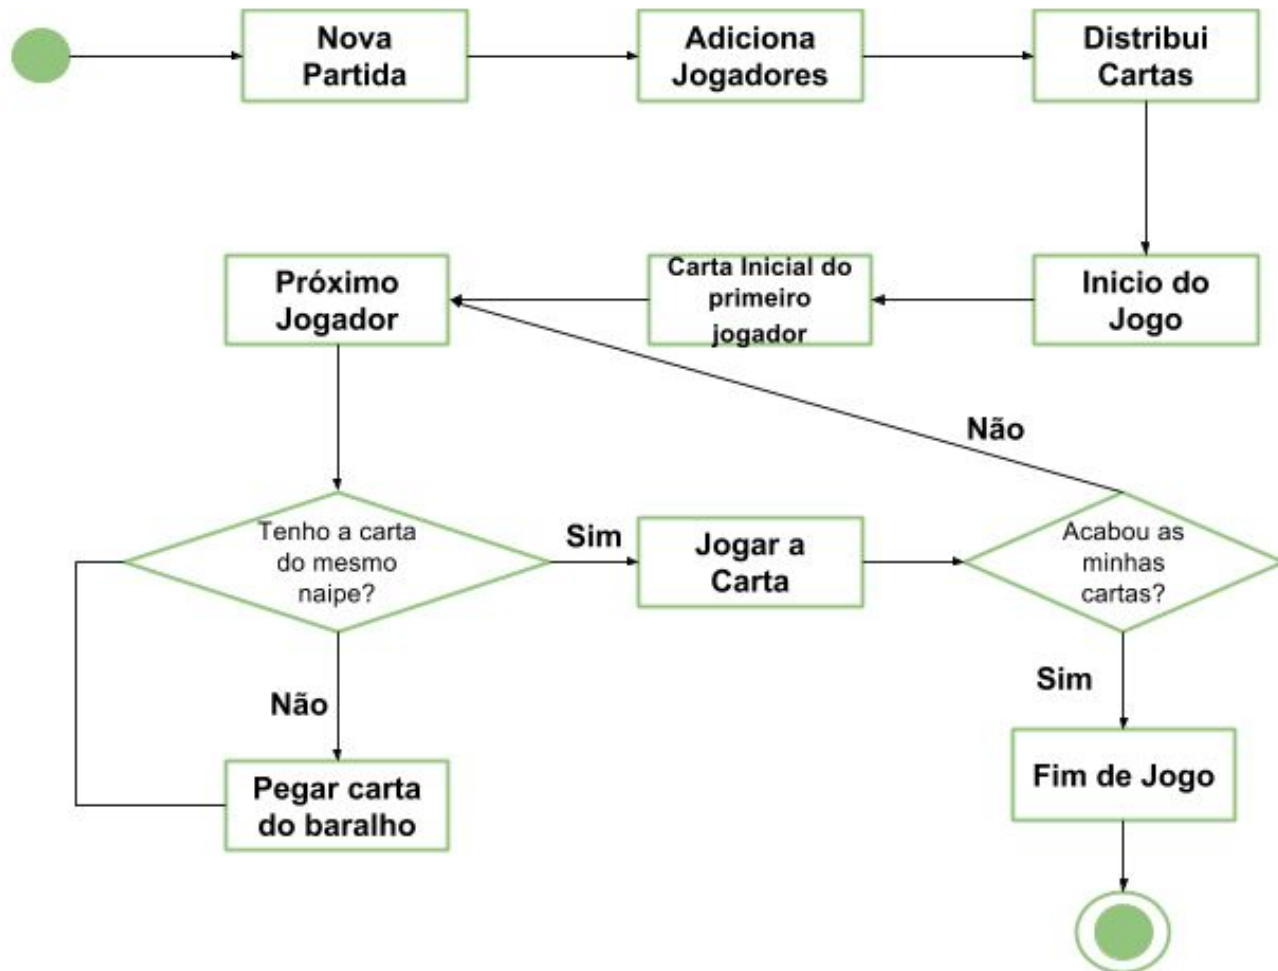 Nova
Partida
Adiciona
Jogadores
Distribui
Cartas
Próximo
Jogador
Carta Inicial do
primeiro
jogador
Inicio do
Jogo
Não
Tenho a carta
do mesmo
naipe?
Sim
Jogar a
Carta
Acabou as
minhas
cartas?
Não
Sim
Pegar carta
do baralho
Fim de Jogo